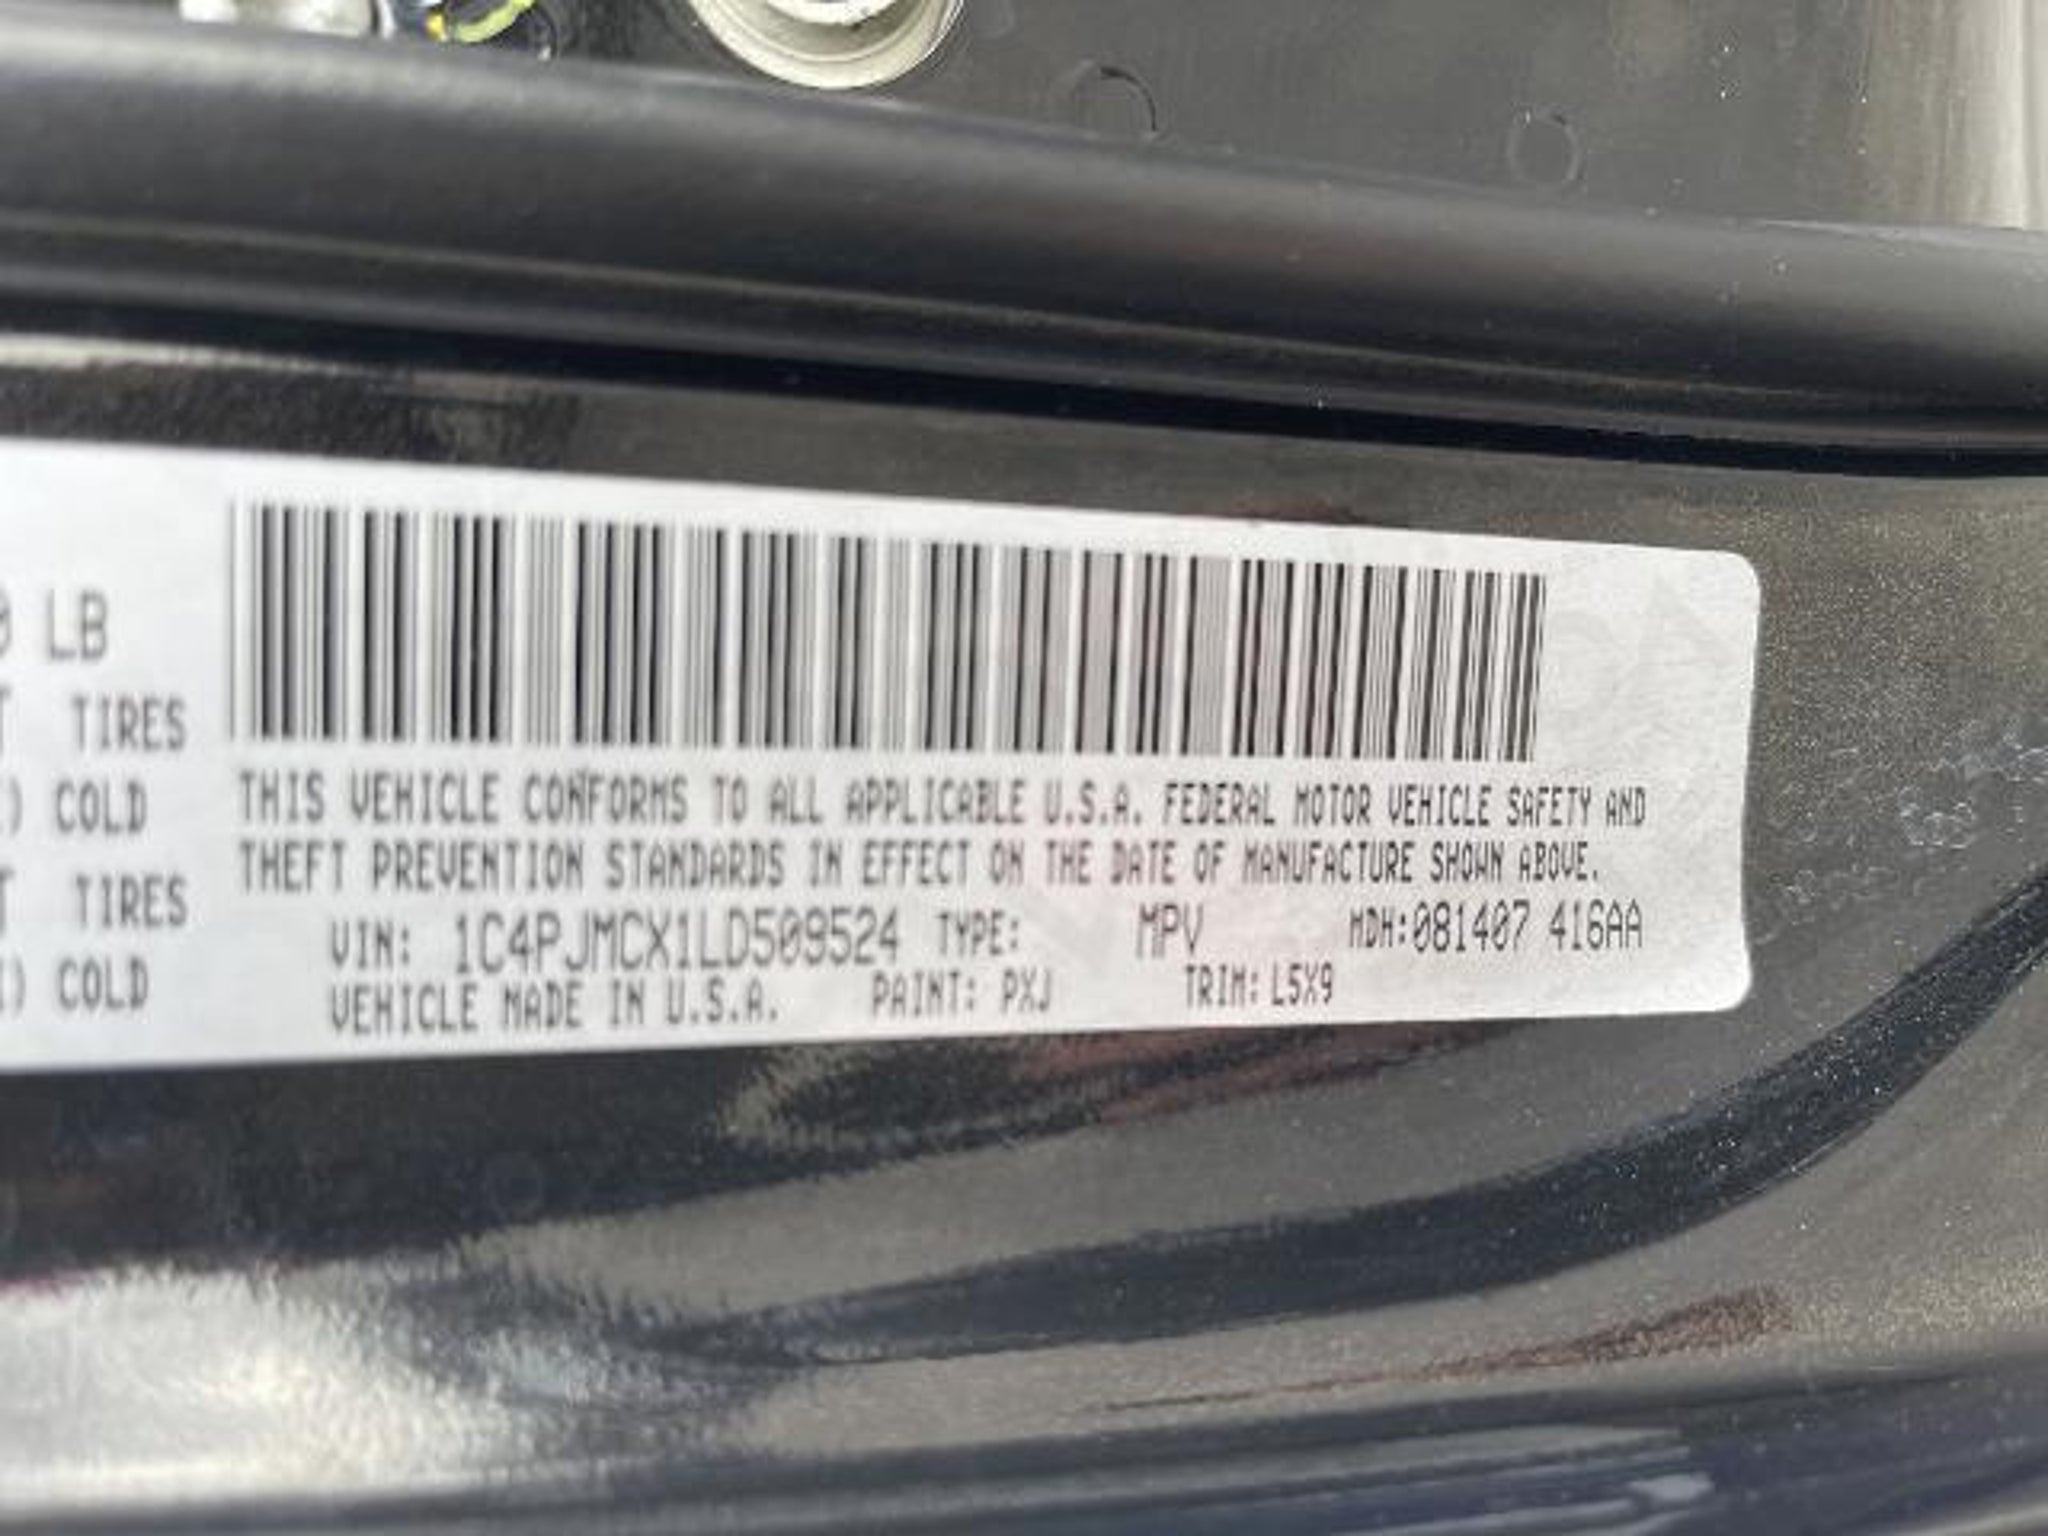 LB
TIRES
) COLD
TIRES
) COLD
THIS VEHICLE CONFORMS TO ALL APPLICABLE U.S.A. FEDERAL MOTOR VEHICLE SAFETY AND
THEFT PREVENTION STANDARDS IN EFFECT ON THE DATE OF MANUFACTURE SHOWN ABOVE.
VIN: 1C4PJMCX1LD509524 TYPE: MPV MDH:081407 416AA
VEHICLE MADE IN U.S.A. PAINT: PXJ TRIM: L5X9